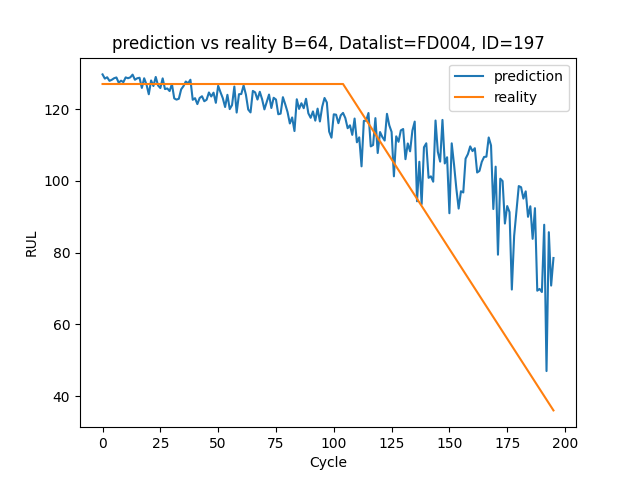 prediction vs reality B=64, Datalist=FD004, ID=197
prediction
reality
RUL
120
100
80
60
40
0 25 50 75 100 125 150 175 200
Cycle